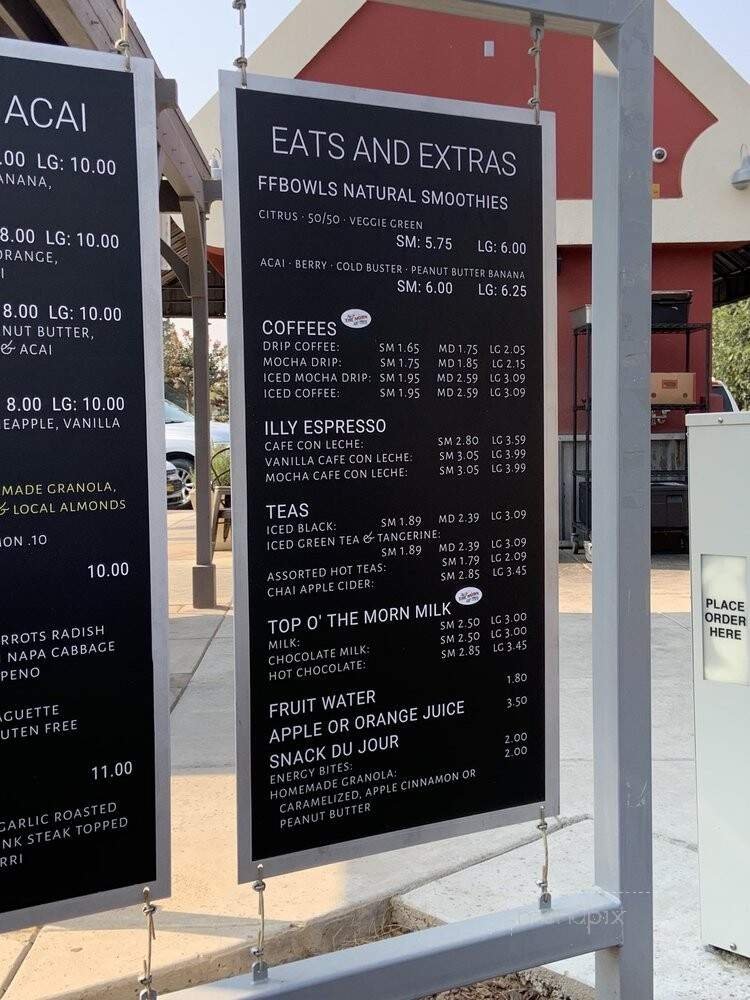 ACAI
.00 LG: 10.00
ANANA,
8.00 LG: 10.00
ORANGE,
I
8.00 LG: 10.00
NUT BUTTER,
& ACAI
8.00 LG: 10.00
EAPPLE, VANILLA
MADE GRANOLA,
& LOCAL ALMONDS
ION .10
10.00
RROTS RADISH
NAPA CABBAGE
PENO
AGUETTE
UTEN FREE
11.00
GARLIC ROASTED
NK STEAK TOPPED
RRI
EATS AND EXTRAS
FFBOWLS NATURAL SMOOTHIES
CITRUS · 50/50 · VEGGIE GREEN
SM: 5.75 LG: 6.00
ACAI · BERRY · COLD BUSTER · PEANUT BUTTER BANANA
SM: 6.00 LG: 6.25
COFFEES
DRIP COFFEE: SM 1.65 MD 1.75 LG 2.05
MOCHA DRIP: SM 1.75 MD 1.85 LG 2.15
ICED MOCHA DRIP: SM 1.95 MD 2.59 LG 3.09
ICED COFFEE: SM 1.95 MD 2.59 LG 3.09
ILLY ESPRESSO
CAFE CON LECHE: SM 2.80 LG 3.59
VANILLA CAFE CON LECHE: SM 3.05 LG 3.99
MOCHA CAFE CON LECHE: SM 3.05 LG 3.99
TEAS
ICED BLACK: SM 1.89 MD 2.39 LG 3.09
ICED GREEN TEA & TANGERINE:
SM 1.89 MD 2.39 LG 3.09
ASSORTED HOT TEAS: SM 1.79 LG 2.09
CHAI APPLE CIDER: SM 2.85 LG 3.45
TOP O' THE MORN MILK
MILK: SM 2.50 LG 3.00
CHOCOLATE MILK: SM 2.50 LG 3.00
HOT CHOCOLATE: SM 2.85 LG 3.45
FRUIT WATER 1.80
APPLE OR ORANGE JUICE 3.50
SNACK DU JOUR
ENERGY BITES: 2.00
HOMEMADE GRANOLA: 2.00
CARAMELIZED, APPLE CINNAMON OR
PEANUT BUTTER
PLACE
ORDER
HERE
menupix